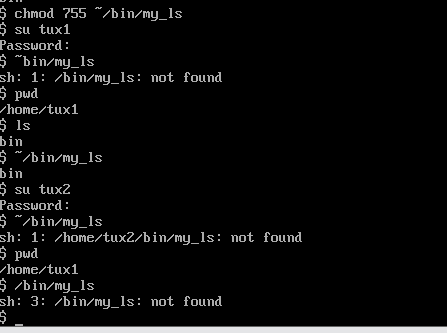 bin
$ chmod 755 ~/bin/my_ls
$ su tux1
Password:
$ ~bin/my_ls
sh: 1: ~/bin/my_ls: not found
$ pwd
/home/tux1
$ ls
bin
$ ~/bin/my_ls
bin
$ su tux2
Password:
$ ~/bin/my_ls
sh: 1: /home/tux2/bin/my_ls: not found
$ pwd
/home/tux1
$ /bin/my_ls
sh: 3: /bin/my_ls: not found
$ _